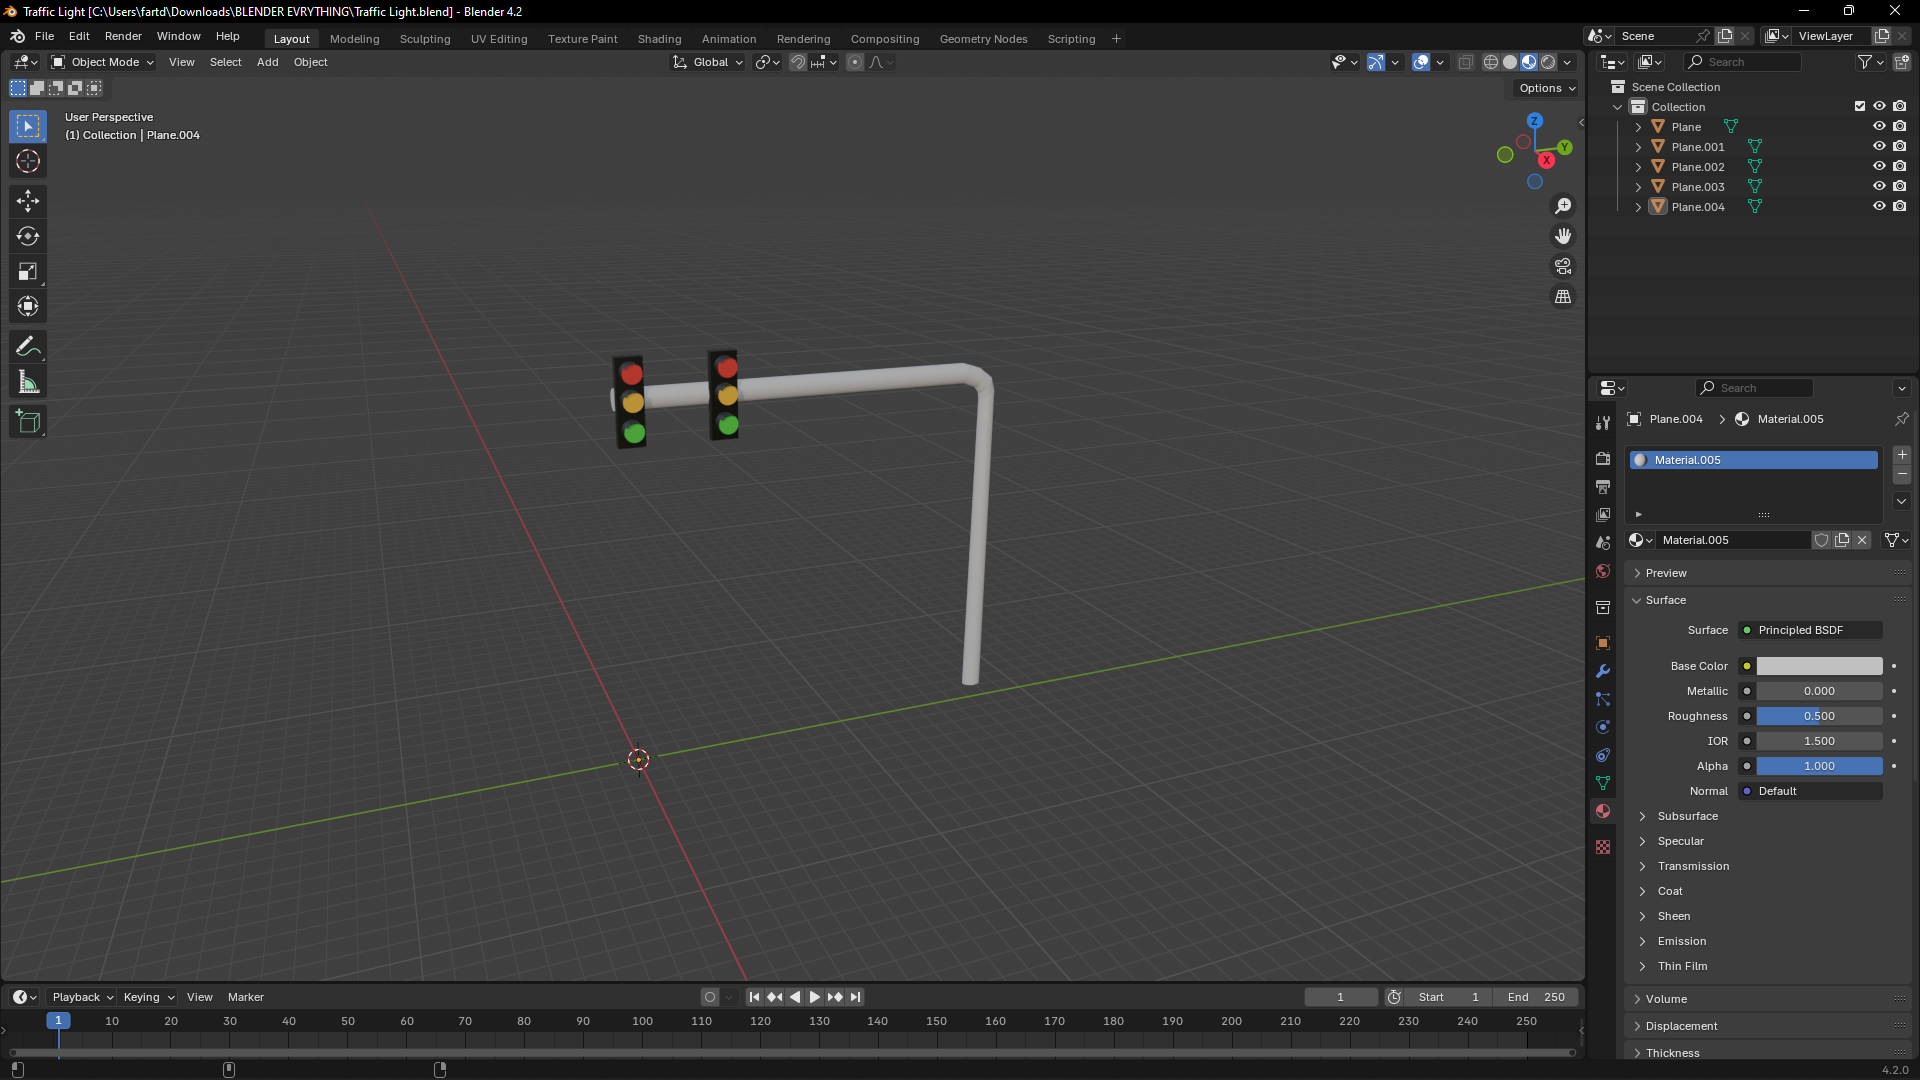 Traffic Light [C:\Users\fartd\Downloads\BLENDER EVRYTHING\Traffic Light.blend] - Blender 4.2
File Edit Render Window Help Layout Modeling Sculpting UV Editing Texture Paint Shading Animation Rendering Compositing Geometry Nodes Scripting + Scene ViewLayer
Object Mode View Select Add Object Global Search
Options
User Perspective
(1) Collection | Plane.004
Z
Y
X
Scene Collection
Collection
Plane
Plane.001
Plane.002
Plane.003
Plane.004
Search
Plane.004 > Material.005
Material.005
Material.005
Preview
Surface
Surface Principled BSDF
Base Color
Metallic 0.000
Roughness 0.500
IOR 1.500
Alpha 1.000
Normal Default
Subsurface
Specular
Transmission
Coat
Sheen
Emission
Thin Film
Volume
Displacement
Thickness
Playback Keying View Marker 1 Start 1 End 250
1 10 20 30 40 50 60 70 80 90 100 110 120 130 140 150 160 170 180 190 200 210 220 230 240 250
4.2.0